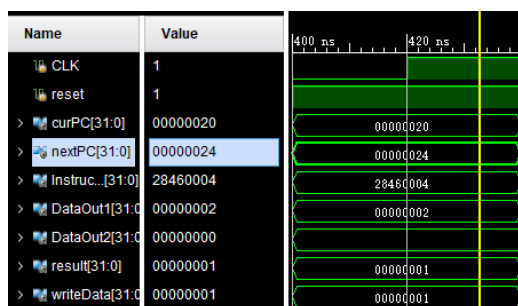 Name Value 400 ns 420 ns
CLK 1
reset 1
curPC[31:0] 00000020 00000020
nextPC[31:0] 00000024 00000024
Instruc...[31:0] 28460004 28460004
DataOut1[31:0 00000002 00000002
DataOut2[31:0 00000000
result[31:0] 00000001 00000001
writeData[31:0 00000001 00000001